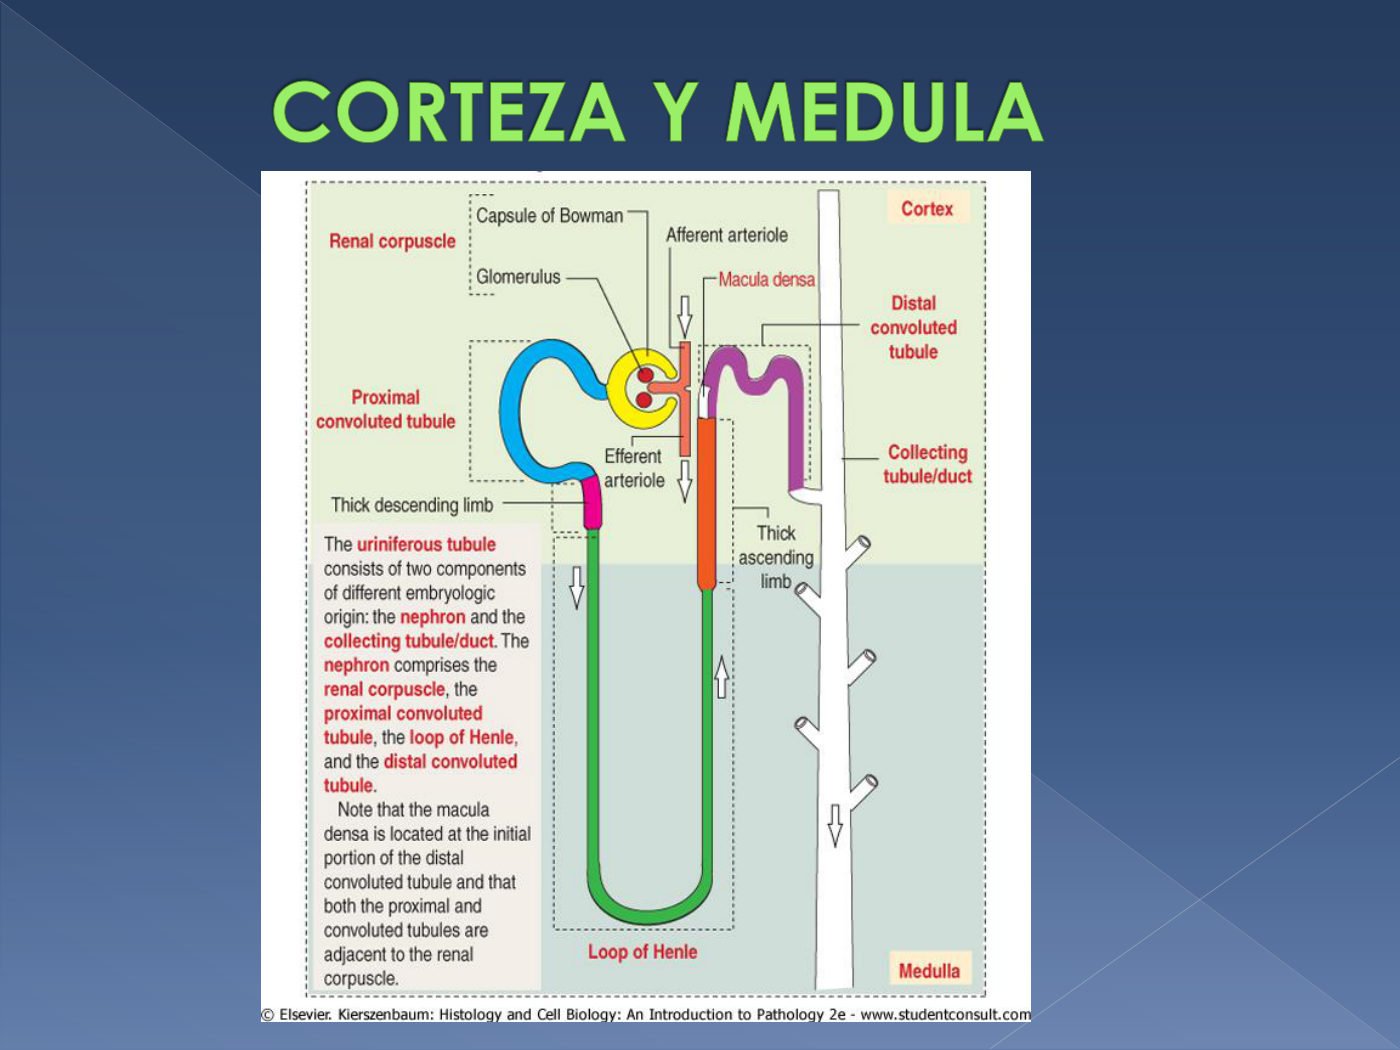 CORTEZA Y MEDULA
Cortex
Capsule of Bowman
Renal corpuscle
Afferent arteriole
Glomerulus
Macula densa
Distal
convoluted
tubule
Proximal
convoluted tubule
Efferent
arteriole
Collecting
tubule/duct
Thick descending limb
Thick
ascending
limb
The uriniferous tubule
consists of two components
of different embryologic
origin: the nephron and the
collecting tubule/duct. The
nephron comprises the
renal corpuscle, the
proximal convoluted
tubule, the loop of Henle,
and the distal convoluted
tubule.
Note that the macula
densa is located at the initial
portion of the distal
convoluted tubule and that
both the proximal and
convoluted tubules are
adjacent to the renal
corpuscle.
Loop of Henle
Medulla
© Elsevier. Kierszenbaum: Histology and Cell Biology: An Introduction to Pathology 2e - www.studentconsult.com